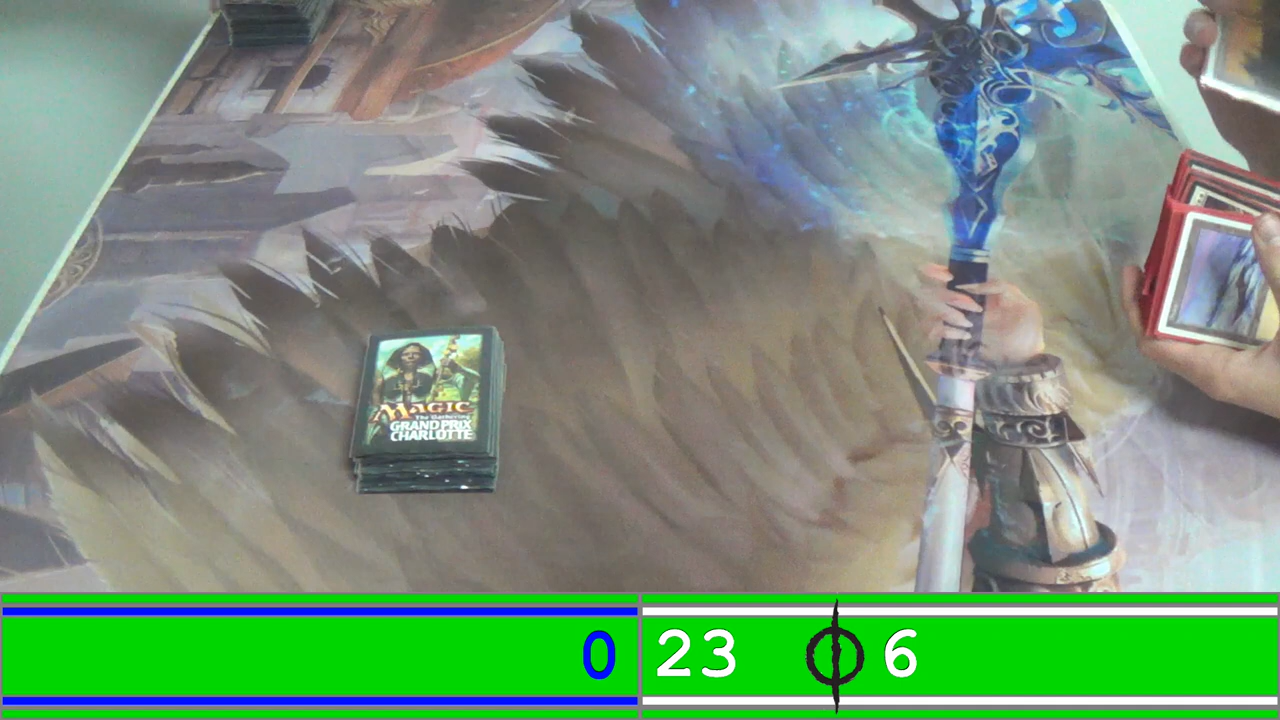 MAGIC
The Gathering
GRAND PRIX
CHARLOTTE
0 23 6